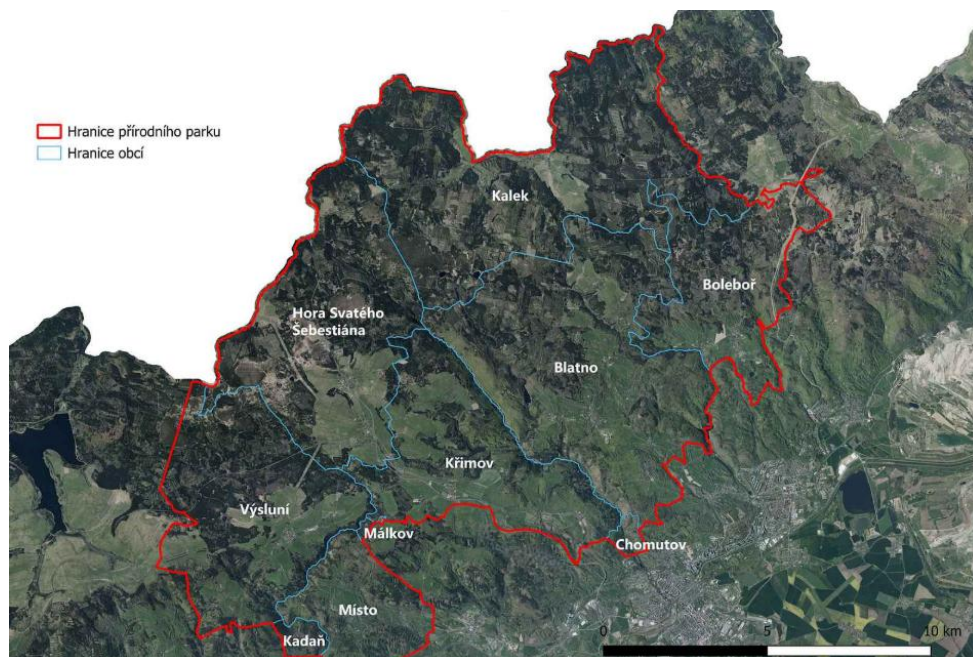 Hranice přírodního parku
Hranice obcí
Kalek
Boleboř
Hora Svatého
Šebestiána
Blatno
Křimov
Výsluní
Málkov
Chomutov
Místo
Kadaň
0
5
10 km